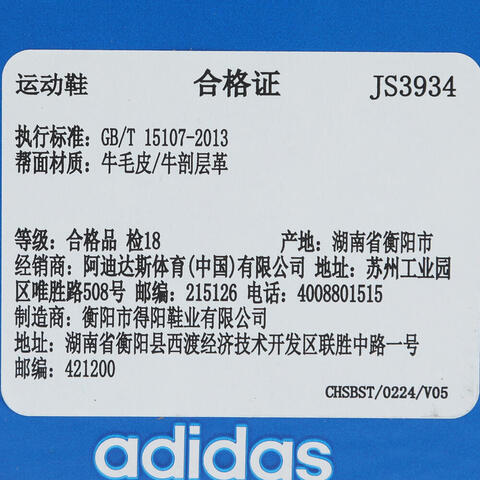 运动鞋 合格证 JS3934
执行标准: GB/T 15107-2013
帮面材质: 牛毛皮/牛剖层革
等级: 合格品 检18 产地: 湖南省衡阳市
经销商: 阿迪达斯体育(中国)有限公司 地址: 苏州工业园
区唯胜路508号 邮编: 215126 电话: 4008801515
制造商: 衡阳市得阳鞋业有限公司
地址: 湖南省衡阳县西渡经济技术开发区联胜中路一号
邮编: 421200
CHSBST/0224/V05
adidas